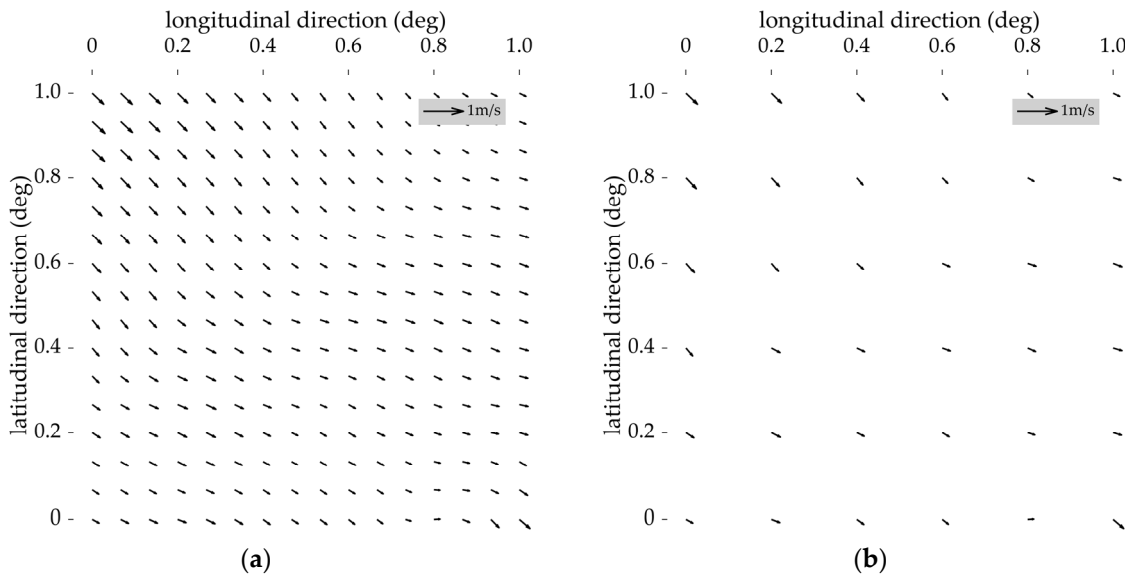 longitudinal direction (deg)
0 0.2 0.4 0.6 0.8 1.0
latitudinal direction (deg)
1.0
0.8
0.6
0.4
0.2
0
1m/s
(a)
longitudinal direction (deg)
0 0.2 0.4 0.6 0.8 1.0
latitudinal direction (deg)
1.0
0.8
0.6
0.4
0.2
0
1m/s
(b)